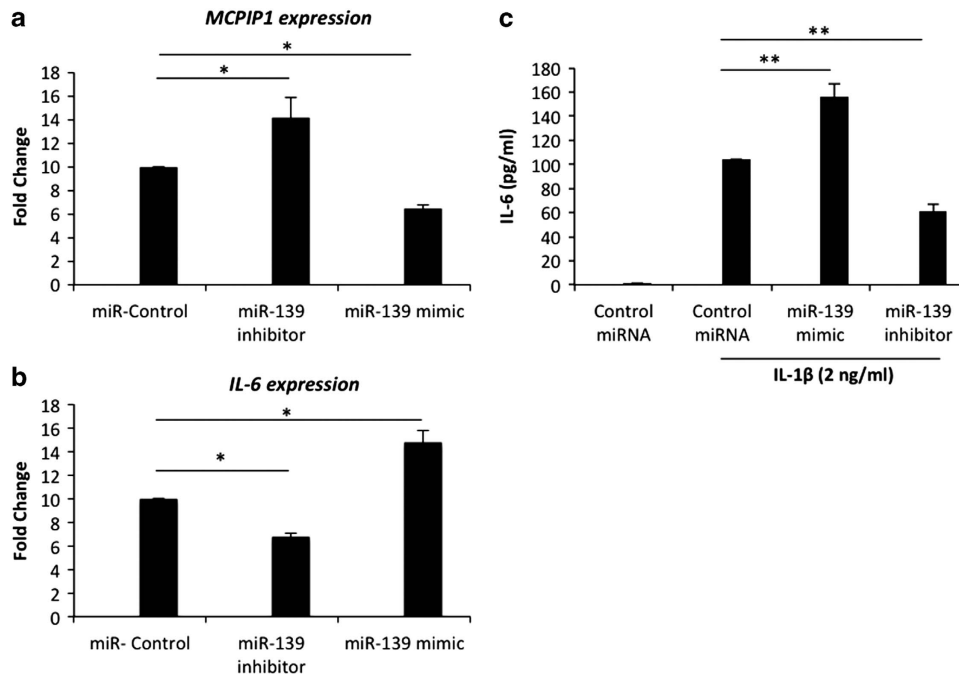 a
MCPIP1 expression
*
*
18
16
14
12
10
8
6
4
2
0
Fold Change
miR-Control
miR-139
inhibitor
miR-139 mimic
b
IL-6 expression
*
*
18
16
14
12
10
8
6
4
2
0
Fold Change
miR- Control
miR-139
inhibitor
miR-139 mimic
c
**
**
180
160
140
120
100
80
60
40
20
0
IL-6 (pg/ml)
Control
miRNA
Control
miRNA
miR-139
mimic
miR-139
inhibitor
IL-1β (2 ng/ml)